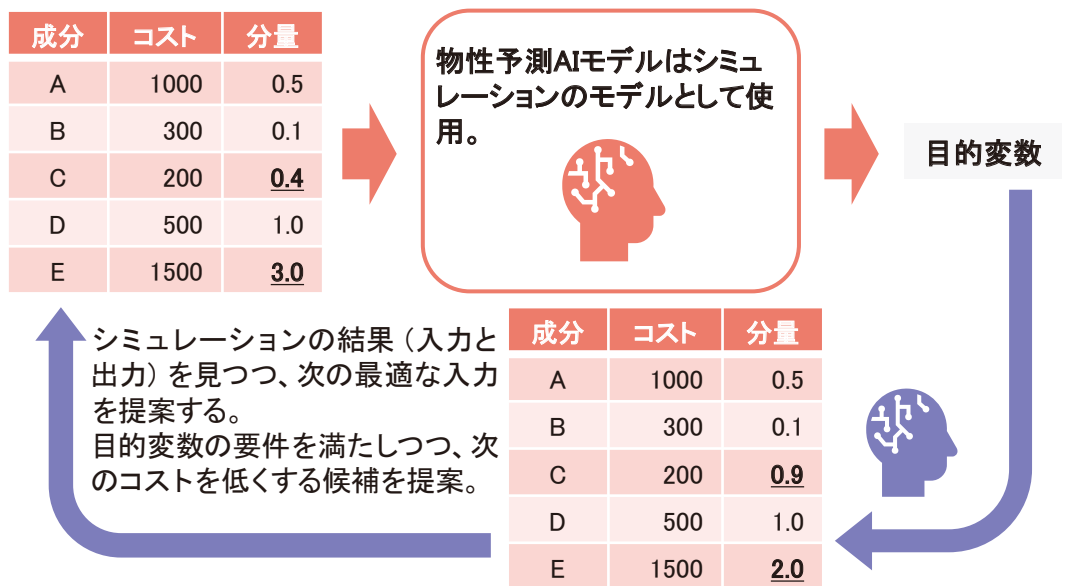 成分 コスト 分量
A 1000 0.5
B 300 0.1
C 200 0.4
D 500 1.0
E 1500 3.0
物性予測AIモデルはシミュ
レーションのモデルとして使
用。
目的変数
シミュレーションの結果（入力と
出力）を見つつ、次の最適な入力
を提案する。
目的変数の要件を満たしつつ、次
のコストを低くする候補を提案。
成分 コスト 分量
A 1000 0.5
B 300 0.1
C 200 0.9
D 500 1.0
E 1500 2.0